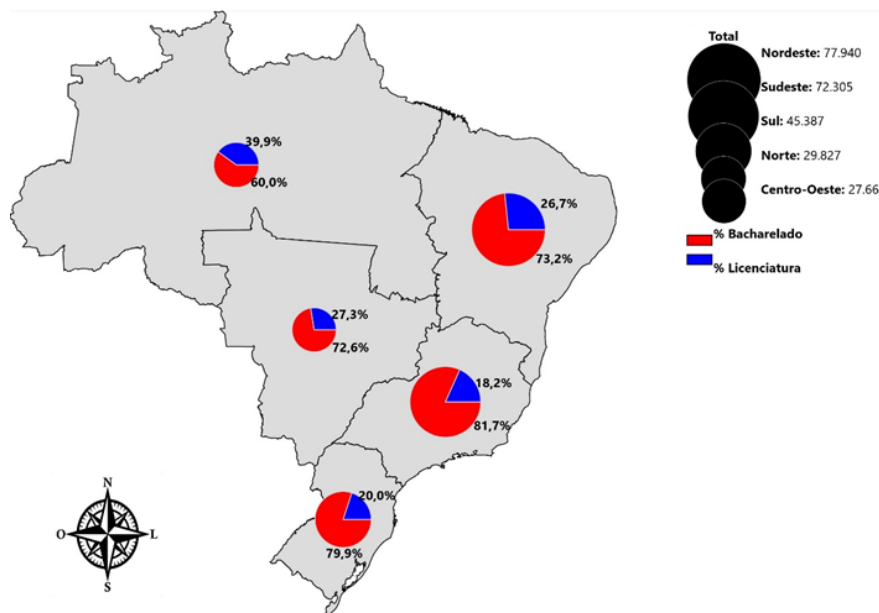 Total
Nordeste: 77.940
Sudeste: 72.305
Sul: 45.387
Norte: 29.827
Centro-Oeste: 27.66
% Bacharelado
% Licenciatura
39,9%
60,0%
26,7%
73,2%
27,3%
72,6%
18,2%
81,7%
20,0%
79,9%
N
O L
S